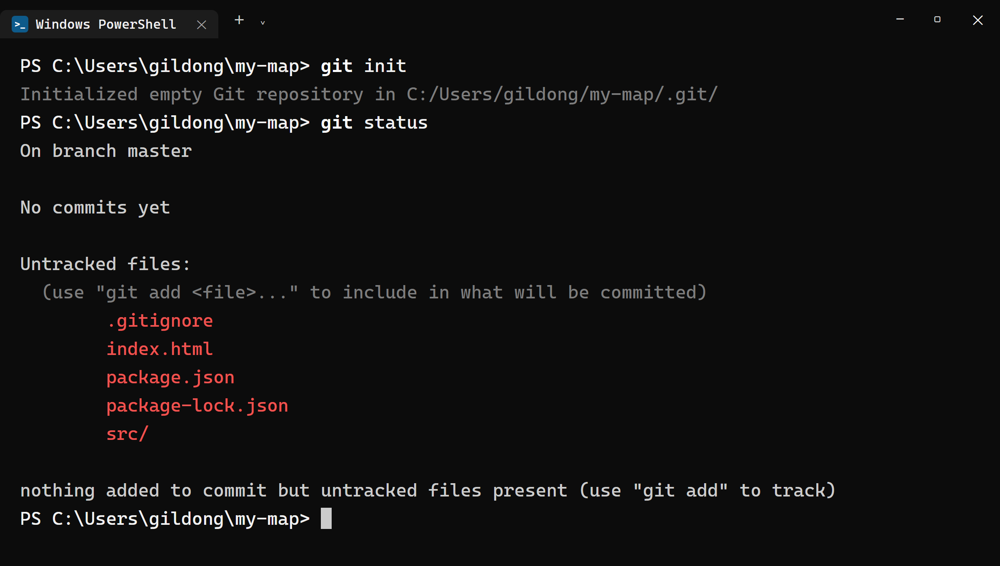 >_ Windows PowerShell
PS C:\Users\gildong\my-map> git init
Initialized empty Git repository in C:/Users/gildong/my-map/.git/
PS C:\Users\gildong\my-map> git status
On branch master
No commits yet
Untracked files:
(use "git add <file>..." to include in what will be committed)
.gitignore
index.html
package.json
package-lock.json
src/
nothing added to commit but untracked files present (use "git add" to track)
PS C:\Users\gildong\my-map>